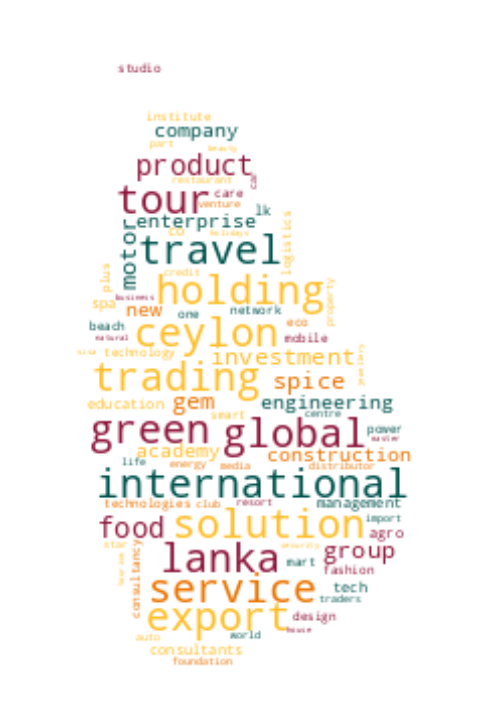 studio
institute
company
part
beauty
product
restaurant
care
tour
venture
lk
enterprise
co
holidays
motor
travel
logistics
plus
credit
holding
business
spa
new
one
network
property
beach
eco
natural
ceylon
mobile
technology
investment
jewellery
trading
spice
education
gem
smart
engineering
centre
green
global
power
academy
construction
life
energy
media
distributor
international
technologies
club
resort
management
food
solution
import
agro
star
security
lanka
mart
group
fashion
consultancy
service
tech
traders
export
design
auto
world
house
consultants
foundation